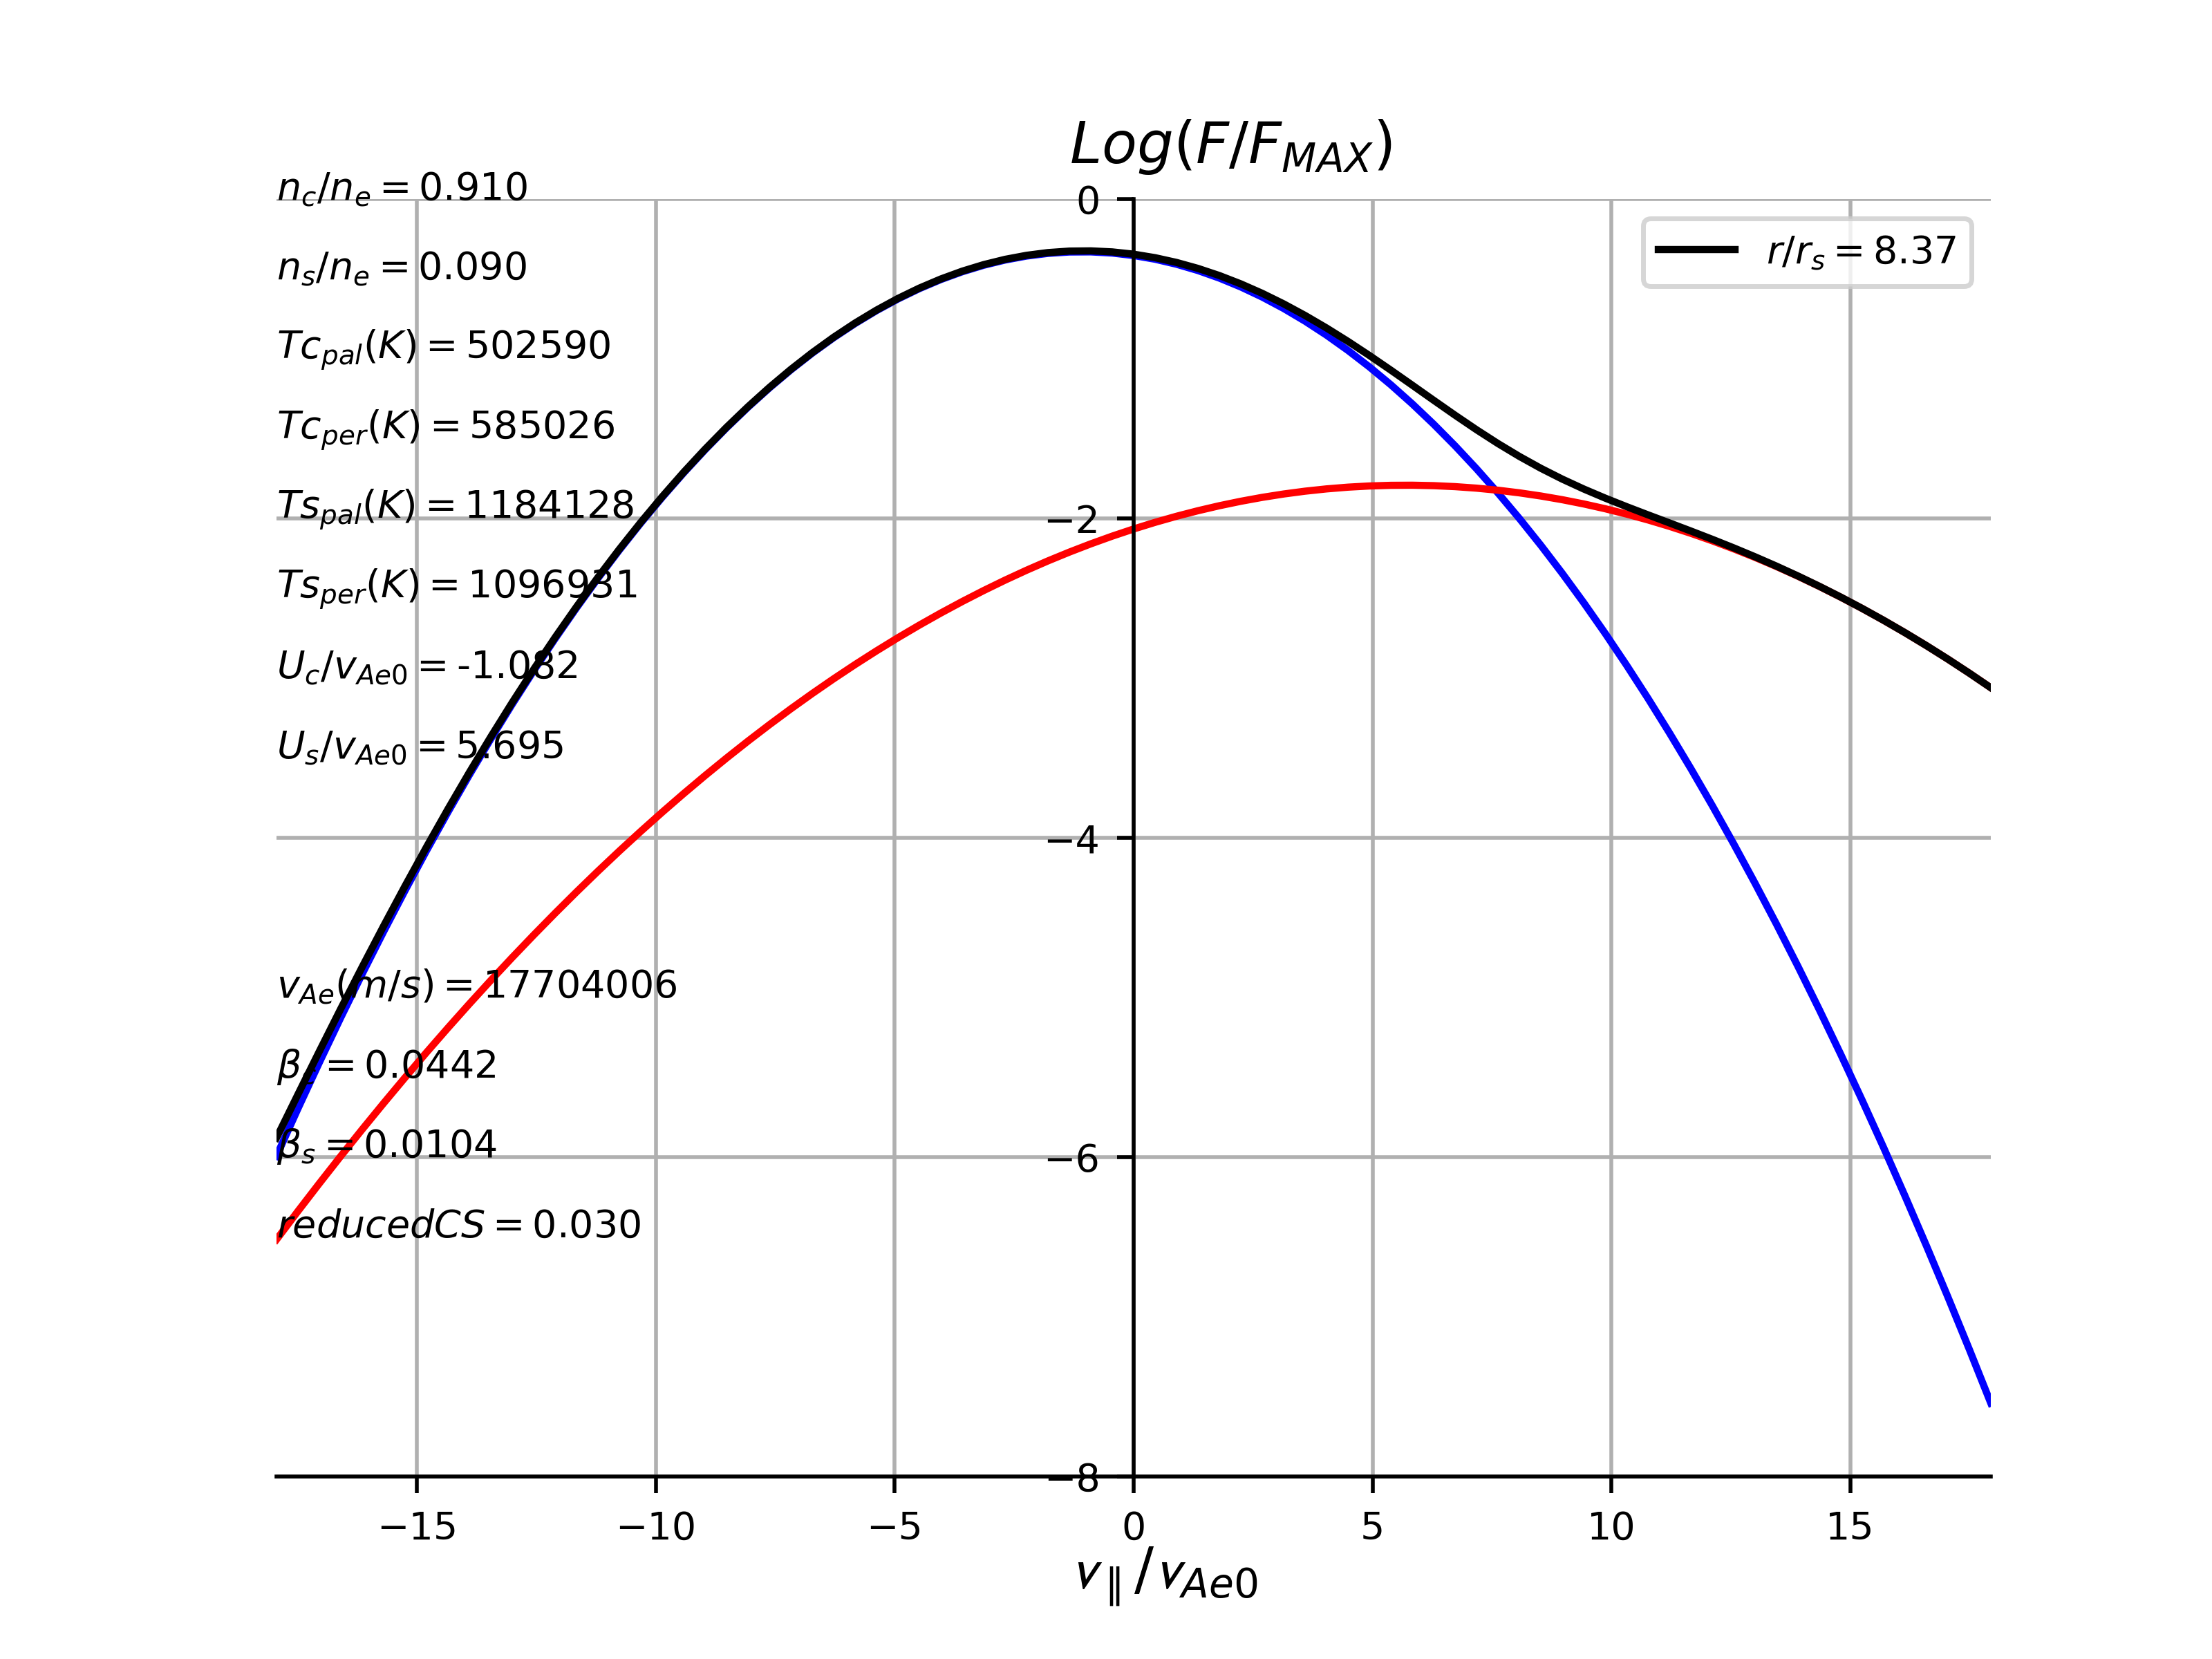 Log(F/F_MAX)
n_c/n_e = 0.910
n_s/n_e = 0.090
Tc_pal(K) = 502590
Tc_per(K) = 585026
Ts_pal(K) = 1184128
Ts_per(K) = 1096931
U_c/v_Ae0 = -1.082
U_s/v_Ae0 = 5.695
v_Ae(m/s) = 17704006
β = 0.0442
β_s = 0.0104
reducedCS = 0.030
r/r_s = 8.37
0
−2
−4
−6
−8
−15 −10 −5 0 5 10 15
v_∥/v_Ae0